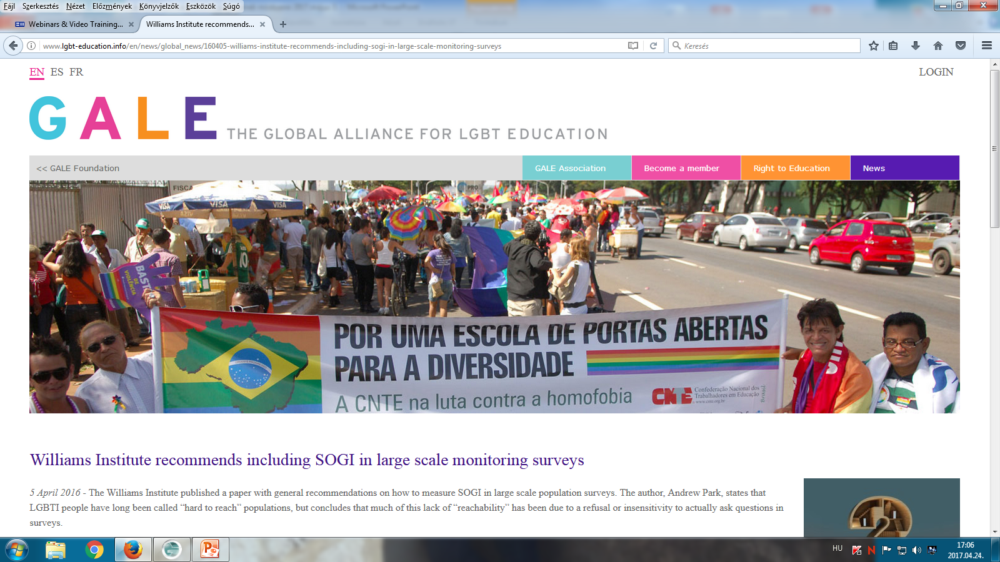 Fájl Szerkesztés Nézet Előzmények Könyvjelzők Eszközök Súgó
Webinars & Video Training...
Williams Institute recommends...
www.lgbt-education.info/en/news/global_news/160405-williams-institute-recommends-including-sogi-in-large-scale-monitoring-surveys
Keresés
EN ES FR
LOGIN
GALE THE GLOBAL ALLIANCE FOR LGBT EDUCATION
<< GALE Foundation
GALE Association
Become a member
Right to Education
News
FISCA
PRO
VISA VISA VISA
10
BASTA
DE
VIOLÊNCIA
POR UMA ESCOLA DE PORTAS ABERTAS
PARA A DIVERSIDADE
A CNTE na luta contra a homofobia
CNTE
Confederação Nacional dos
Trabalhadores em Educação
www.cnte.org.br
Williams Institute recommends including SOGI in large scale monitoring surveys
5 April 2016 - The Williams Institute published a paper with general recommendations on how to measure SOGI in large scale population surveys. The author, Andrew Park, states that
LGBTI people have long been called “hard to reach” populations, but concludes that much of this lack of “reachability” has been due to a refusal or insensitivity to actually ask questions in
surveys.
HU
17:06
2017.04.24.